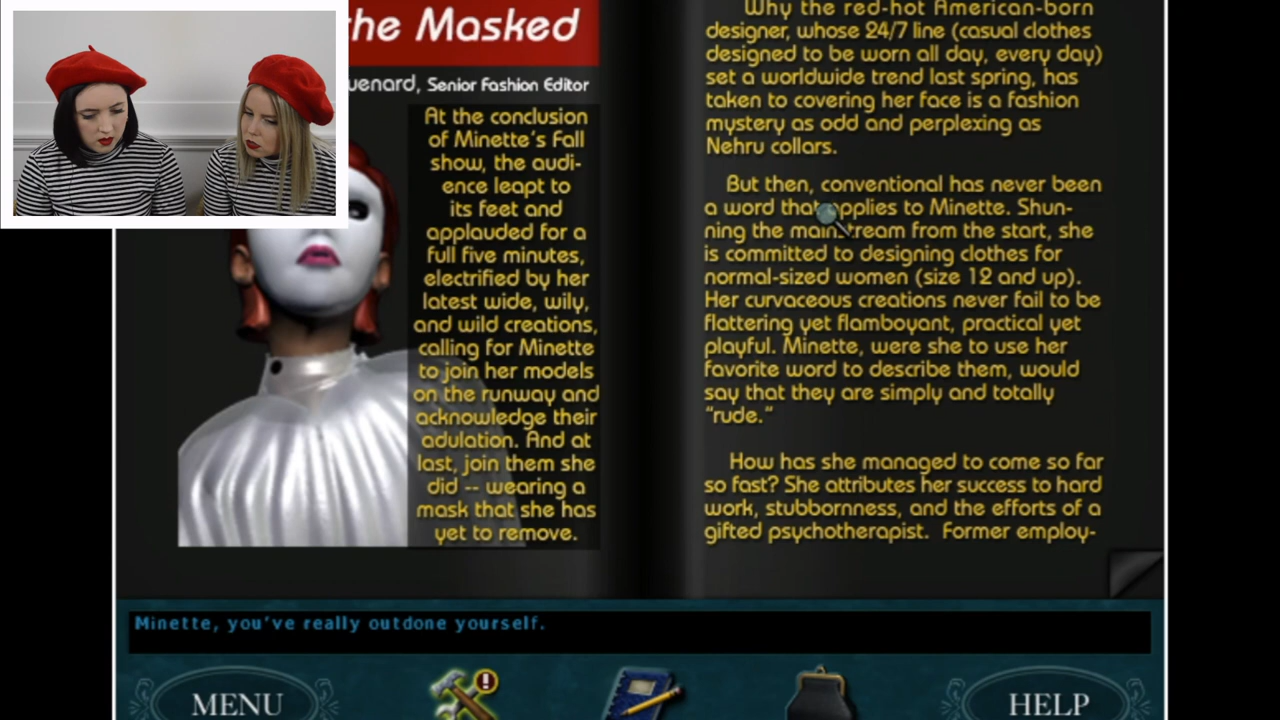 the Masked
uenard, Senior Fashion Editor
At the conclusion
of Minette's Fall
show, the audi-
ence leapt to
its feet and
applauded for a
full five minutes,
electrified by her
latest wide, wily,
and wild creations,
calling for Minette
to join her models
on the runway and
acknowledge their
adulation. And at
last, join them she
did -- wearing a
mask that she has
yet to remove.
Why the red-hot American-born
designer, whose 24/7 line (casual clothes
designed to be worn all day, every day)
set a worldwide trend last spring, has
taken to covering her face is a fashion
mystery as odd and perplexing as
Nehru collars.
But then, conventional has never been
a word that applies to Minette. Shun-
ning the mainstream from the start, she
is committed to designing clothes for
normal-sized women (size 12 and up).
Her curvaceous creations never fail to be
flattering yet flamboyant, practical yet
playful. Minette, were she to use her
favorite word to describe them, would
say that they are simply and totally
"rude."
How has she managed to come so far
so fast? She attributes her success to hard
work, stubbornness, and the efforts of a
gifted psychotherapist. Former employ-
Minette, you've really outdone yourself.
MENU
!
HELP